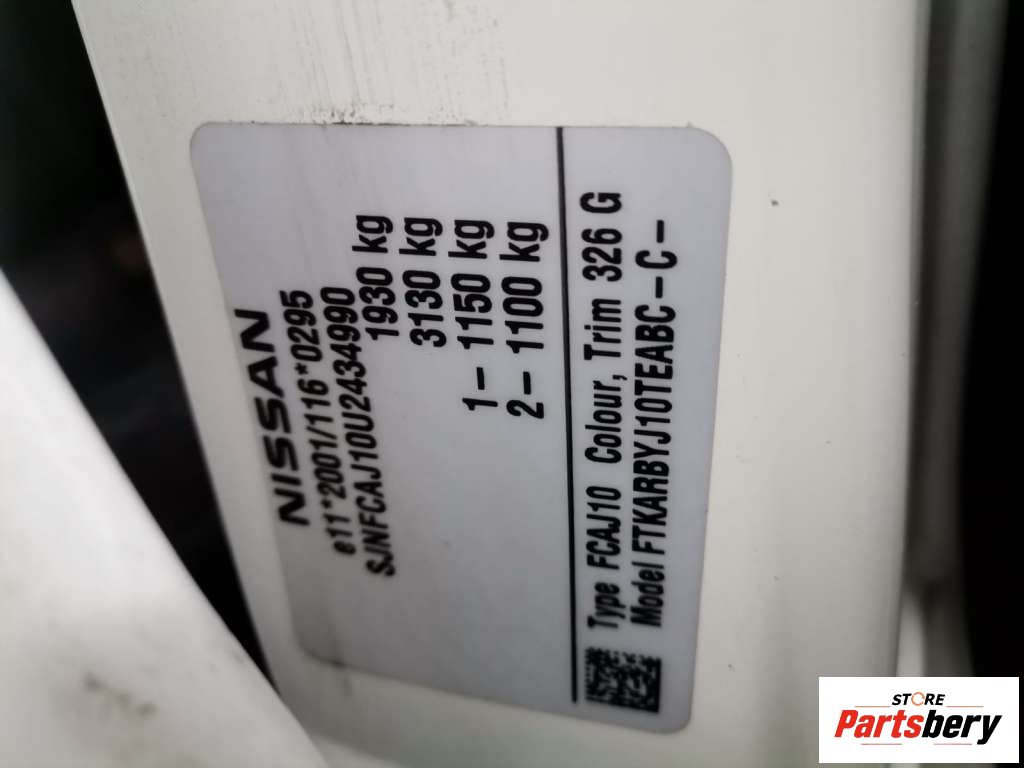 NISSAN
e11*2001/116*0295
SJNFCAJ10U2434990
1930 kg
3130 kg
1– 1150 kg
2– 1100 kg
Type FCAJ10 Colour, Trim 326 G
Model FTKARBYJ10TEABC–C–
STORE
Partsbery